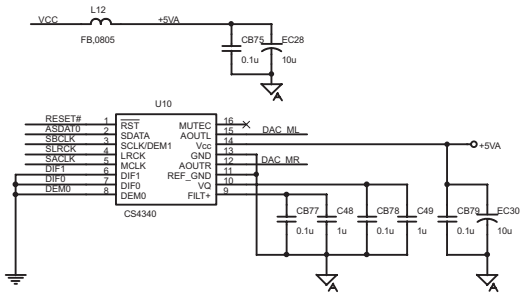 L12
VCC
+5VA
FB,0805
CB75
EC28
0.1u
10u
A
U10
RESET# 1 RST MUTEC 16
ASDAT0 2 SDATA AOUTL 15 DAC_ML
SBCLK 3 SCLK/DEM1 Vcc 14
SLRCK 4 LRCK GND 13
SACLK 5 MCLK AOUTR 12 DAC_MR
DIF1 6 DIF1 REF_GND 11
DIF0 7 DIF0 VQ 10
DEM0 8 DEM0 FILT+ 9
CS4340
+5VA
CB77 C48 CB78 C49 CB79 EC30
0.1u 1u 0.1u 1u 0.1u 10u
A A